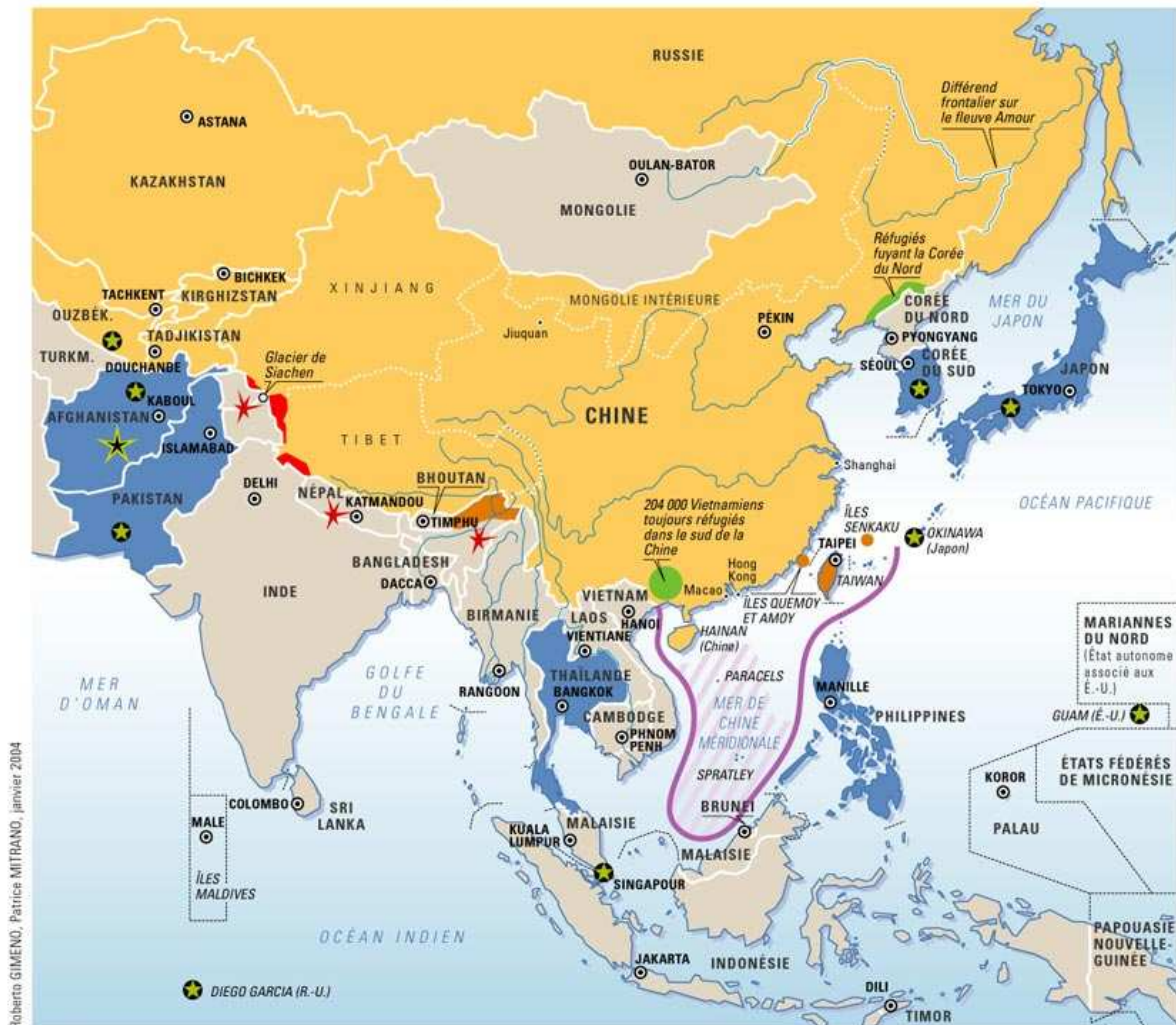 RUSSIE
Différend
frontalier sur
le fleuve Amour
ASTANA
OULAN-BATOR
KAZAKHSTAN
MONGOLIE
Réfugiés
fuyant la Corée
du Nord
BICHKEK
XINJIANG
TACHKENT
KIRGHIZSTAN
MONGOLIE INTÉRIEURE
CORÉE
DU NORD
MER DU
JAPON
OUZBÉK.
Jiuquan
PÉKIN
TADJIKISTAN
PYONGYANG
TURKM.
DOUCHANBÉ
Glacier de
Siachen
SÉOUL
CORÉE
DU SUD
JAPON
TOKYO
KABOUL
AFGHANISTAN
CHINE
ISLAMABAD
TIBET
Shanghai
DELHI
NÉPAL
BHOUTAN
PAKISTAN
KATMANDOU
204 000 Vietnamiens
toujours réfugiés
dans le sud de la
Chine
OCÉAN PACIFIQUE
TIMPHU
ÎLES
SENKAKU
OKINAWA
(Japon)
TAIPEI
BANGLADESH
Hong
Kong
TAIWAN
DACCA
VIETNAM
Macao
INDE
ÎLES QUEMOY
ET AMOY
BIRMANIE
LAOS
HANOI
HAINAN
(Chine)
MARIANNES
DU NORD
(État autonome
associé aux
É.-U.)
VIENTIANE
MER
D'OMAN
GOLFE
DU
BENGALE
THAÏLANDE
PARACELS
RANGOON
BANGKOK
MANILLE
MER
DE
CHINE
MÉRIDIONALE
PHILIPPINES
GUAM (É.-U.)
CAMBODGE
PHNOM
PENH
SPRATLEY
ÉTATS FÉDÉRÉS
DE MICRONÉSIE
KOROR
COLOMBO
SRI
LANKA
BRUNEI
MALE
PALAU
MALAISIE
KUALA
LUMPUR
MALAISIE
ÎLES
MALDIVES
SINGAPOUR
PAPOUASIE
NOUVELLE-
GUINÉE
OCÉAN INDIEN
JAKARTA
INDONÉSIE
DIEGO GARCIA (R.-U.)
DILI
TIMOR
Roberto GIMENO, Patrice MITRANO, janvier 2004